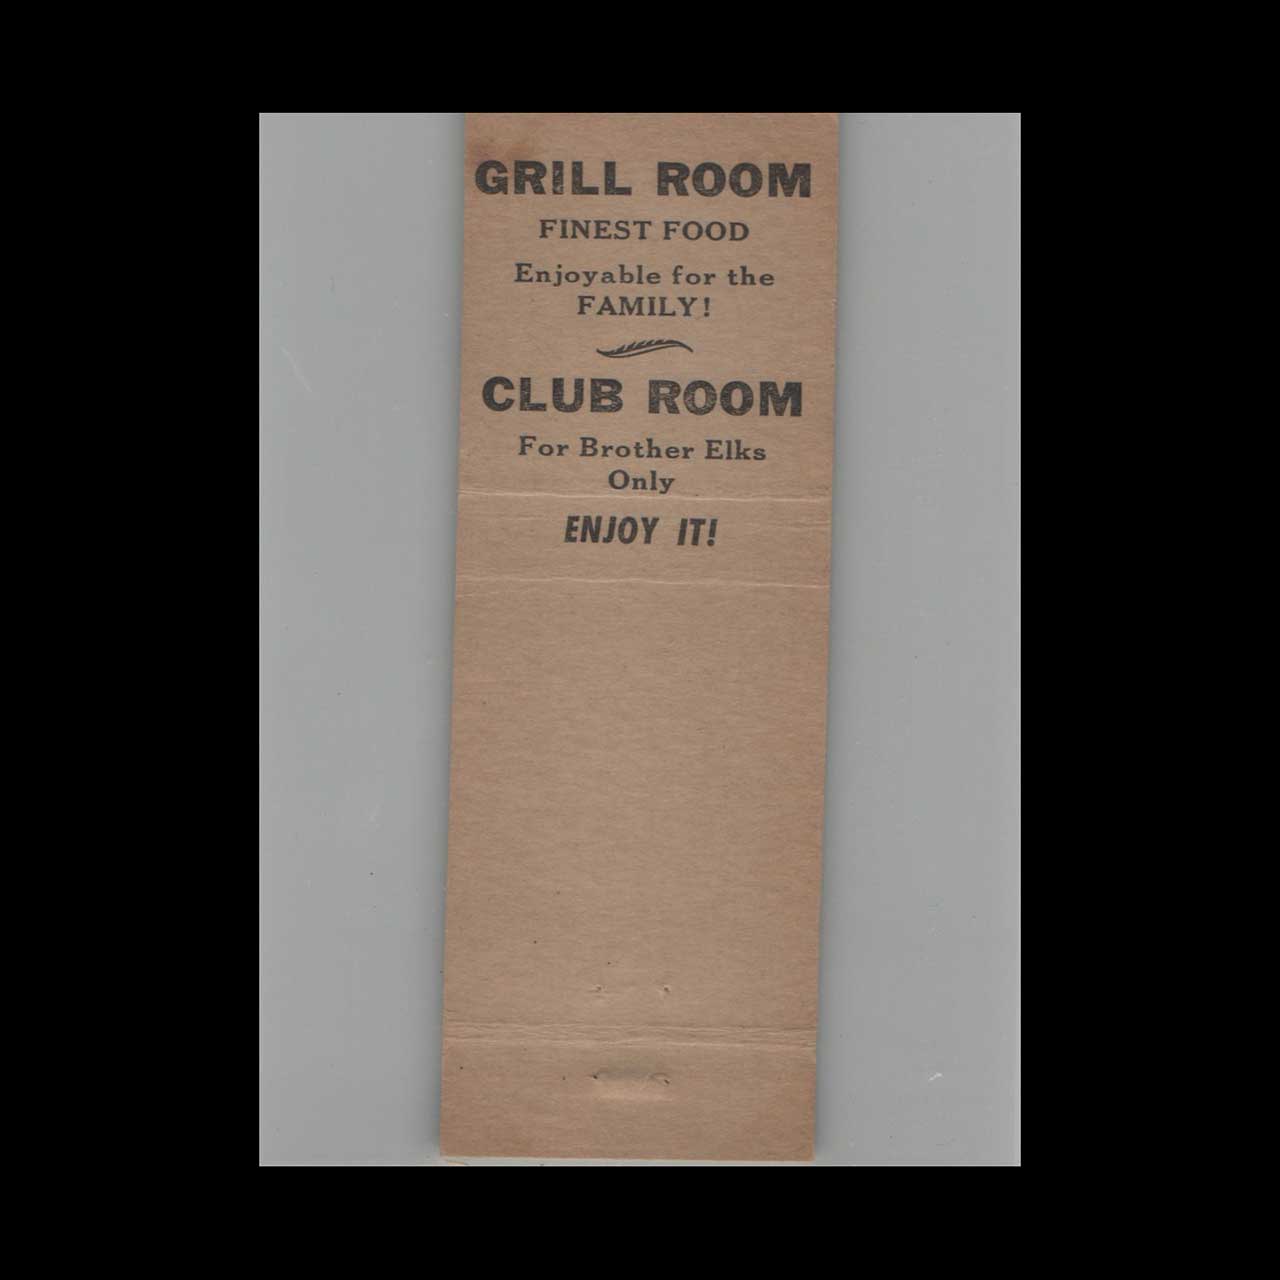 GRILL ROOM
FINEST FOOD
Enjoyable for the
FAMILY!
CLUB ROOM
For Brother Elks
Only
ENJOY IT!